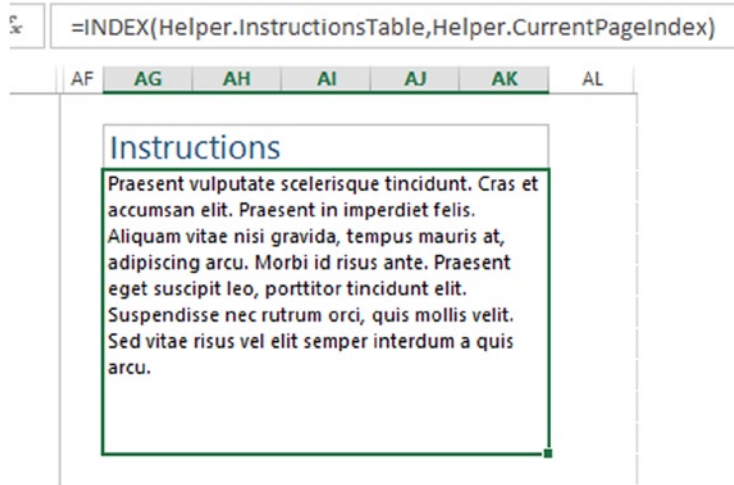 fx =INDEX(Helper.InstructionsTable,Helper.CurrentPageIndex)
AF AG AH AI AJ AK AL
Instructions
Praesent vulputate scelerisque tincidunt. Cras et
accumsan elit. Praesent in imperdiet felis.
Aliquam vitae nisi gravida, tempus mauris at,
adipiscing arcu. Morbi id risus ante. Praesent
eget suscipit leo, porttitor tincidunt elit.
Suspendisse nec rutrum orci, quis mollis velit.
Sed vitae risus vel elit semper interdum a quis
arcu.